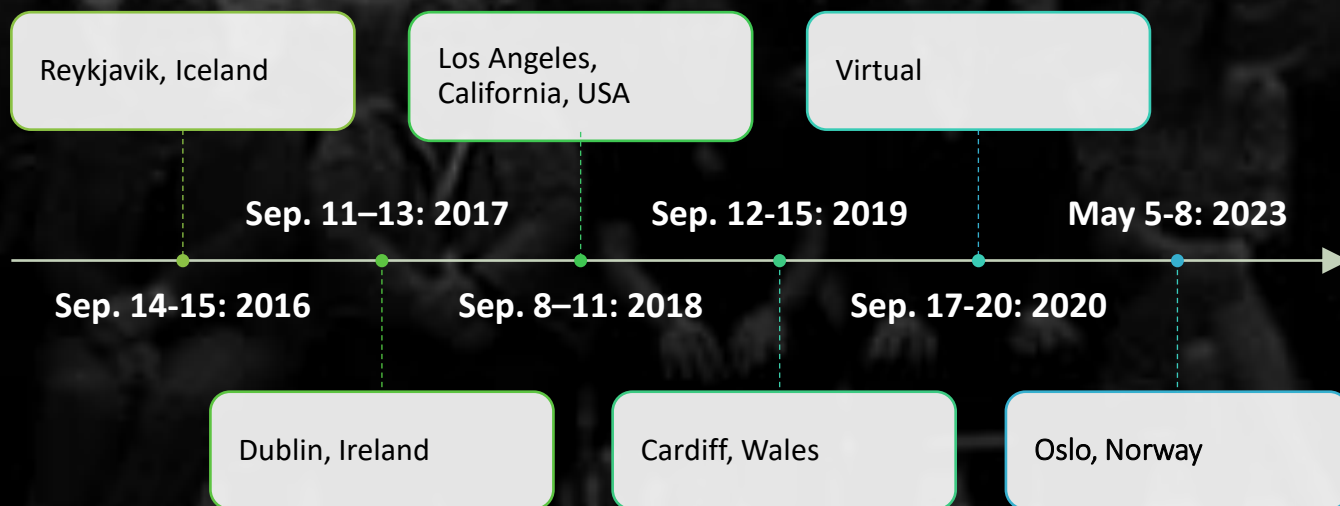 Reykjavik, Iceland
Los Angeles,
California, USA
Virtual
Sep. 11–13: 2017
Sep. 12-15: 2019
May 5-8: 2023
Sep. 14-15: 2016
Sep. 8–11: 2018
Sep. 17-20: 2020
Dublin, Ireland
Cardiff, Wales
Oslo, Norway